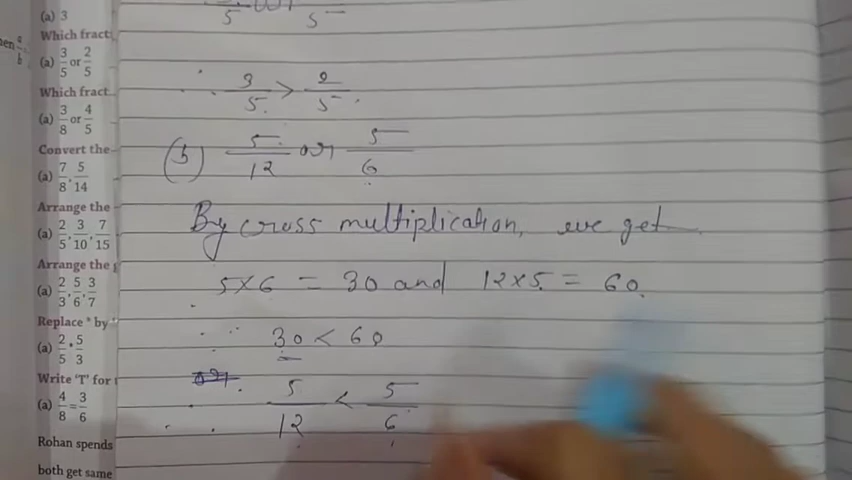 (a) 3
Which fract
(a) 3/5 or 2/5
Which fract
(a) 3/8 or 4/5
Convert the
(a) 7/8, 5/14
Arrange the
(a) 2/5, 3/10, 7/15
Arrange the
(a) 2/3, 5/6, 3/7
Replace * by
(a) 2/5 * 5/3
Write 'T' for
(a) 4/8 = 3/6
Rohan spends
both get same
∴ 3/5 > 2/5
(b) 5/12 or 5/6
By cross multiplication, we get
5×6 = 30 and 12×5 = 60
∵ 30 < 60
∴ 5/12 < 5/6